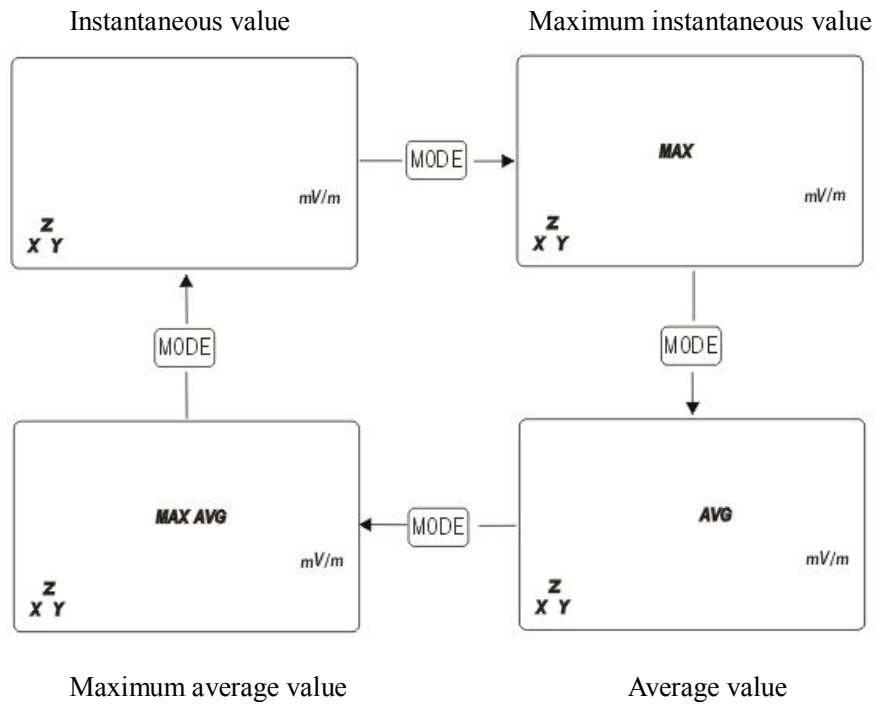 Instantaneous value
Maximum instantaneous value
mV/m
Z
X Y
MODE
MAX
mV/m
Z
X Y
MODE
MODE
MAX AVG
mV/m
Z
X Y
MODE
AVG
mV/m
Z
X Y
Maximum average value
Average value